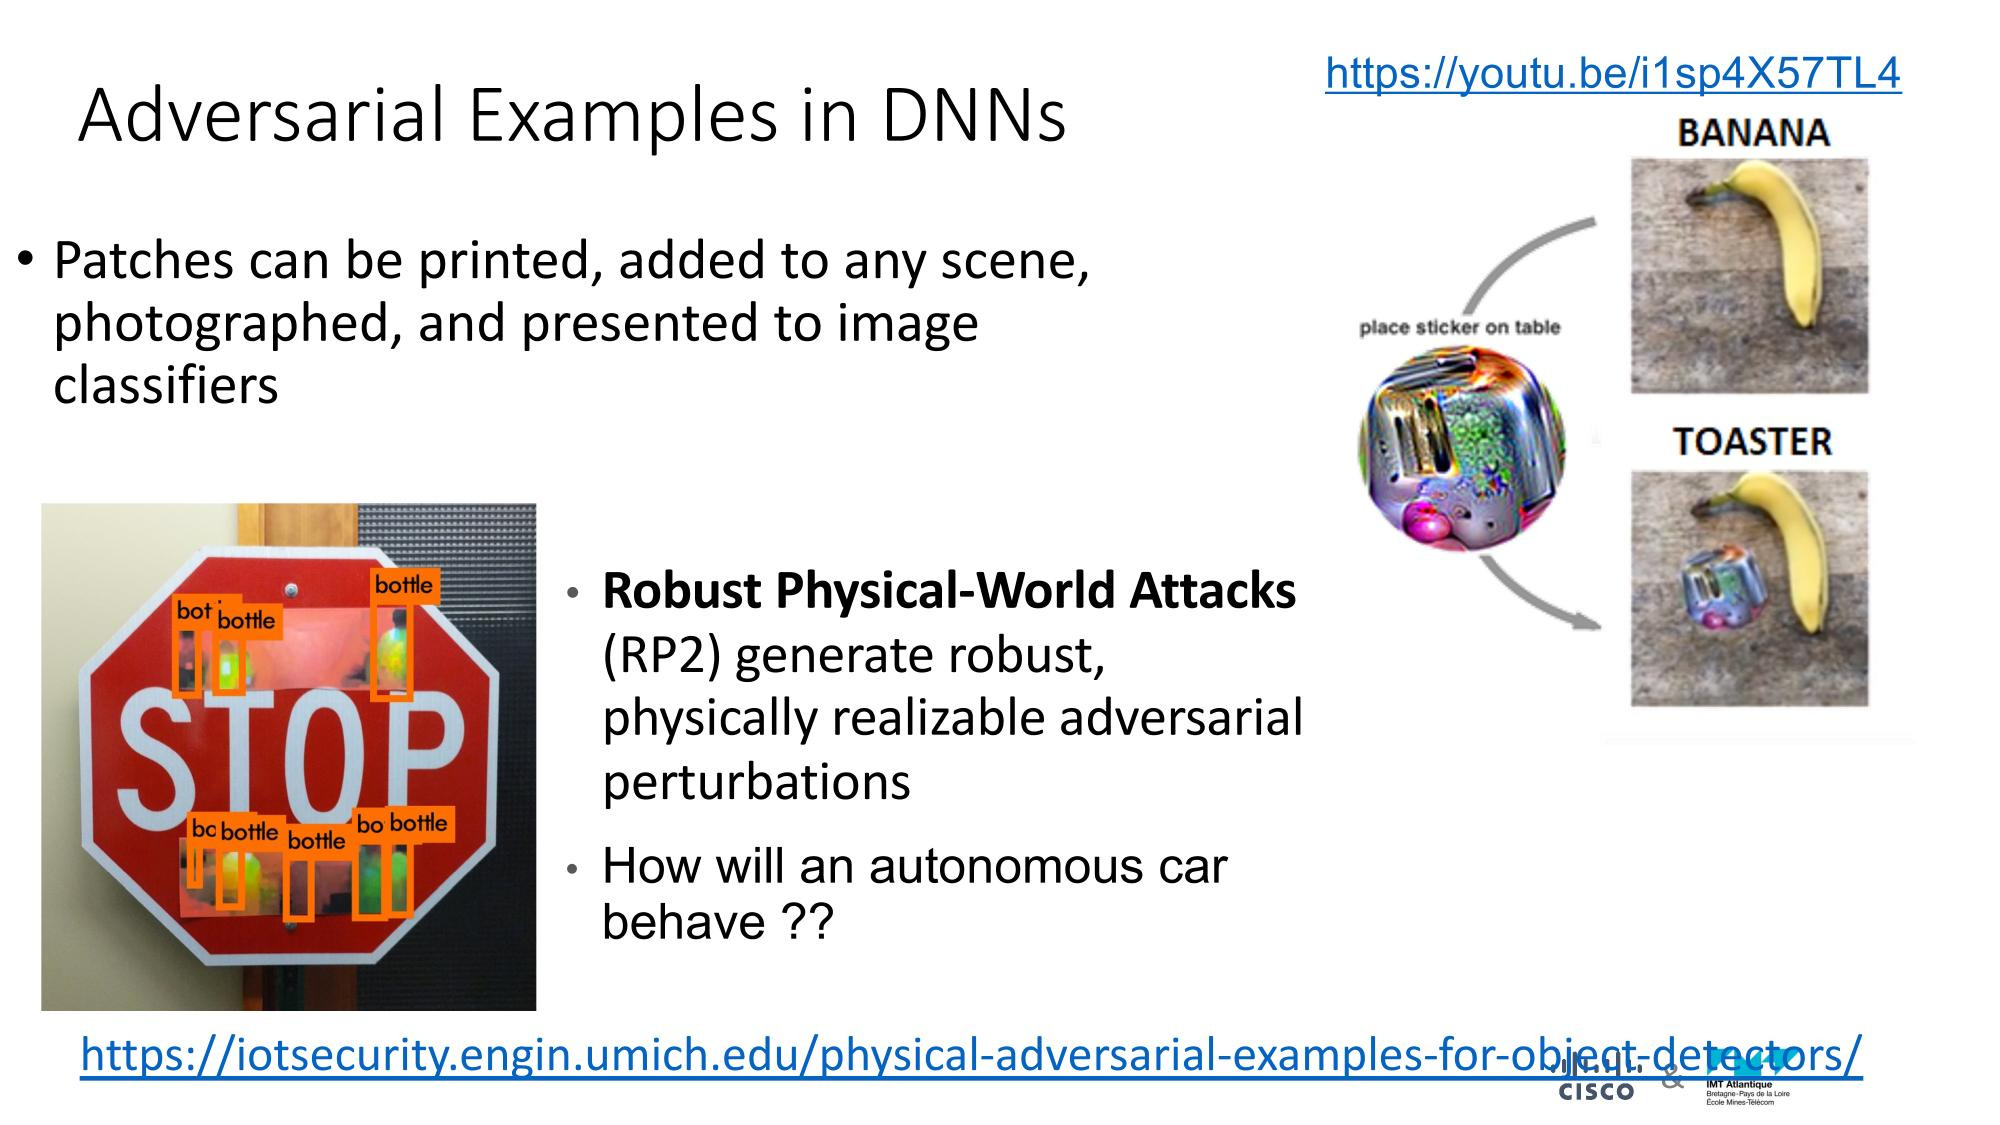 https://youtu.be/i1sp4X57TL4
Adversarial Examples in DNNs
• Patches can be printed, added to any scene,
photographed, and presented to image
classifiers
BANANA
place sticker on table
TOASTER
bottle
bot
bottle
STOP
bo
bottle
bottle
bo
bottle
• Robust Physical-World Attacks
(RP2) generate robust,
physically realizable adversarial
perturbations
• How will an autonomous car
behave ??
https://iotsecurity.engin.umich.edu/physical-adversarial-examples-for-object-detectors/
CISCO
&
IMT Atlantique
Bretagne-Pays de la Loire
École Mines-Télécom